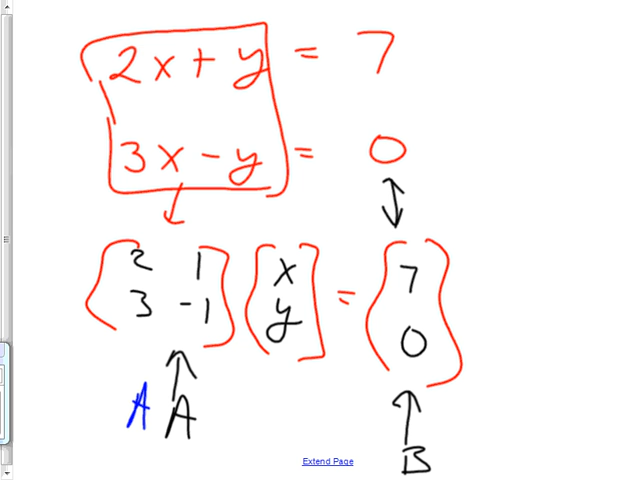 2x + y = 7
3x - y = 0
2 1 x = 7
3 -1 y 0
A A B
Extend Page